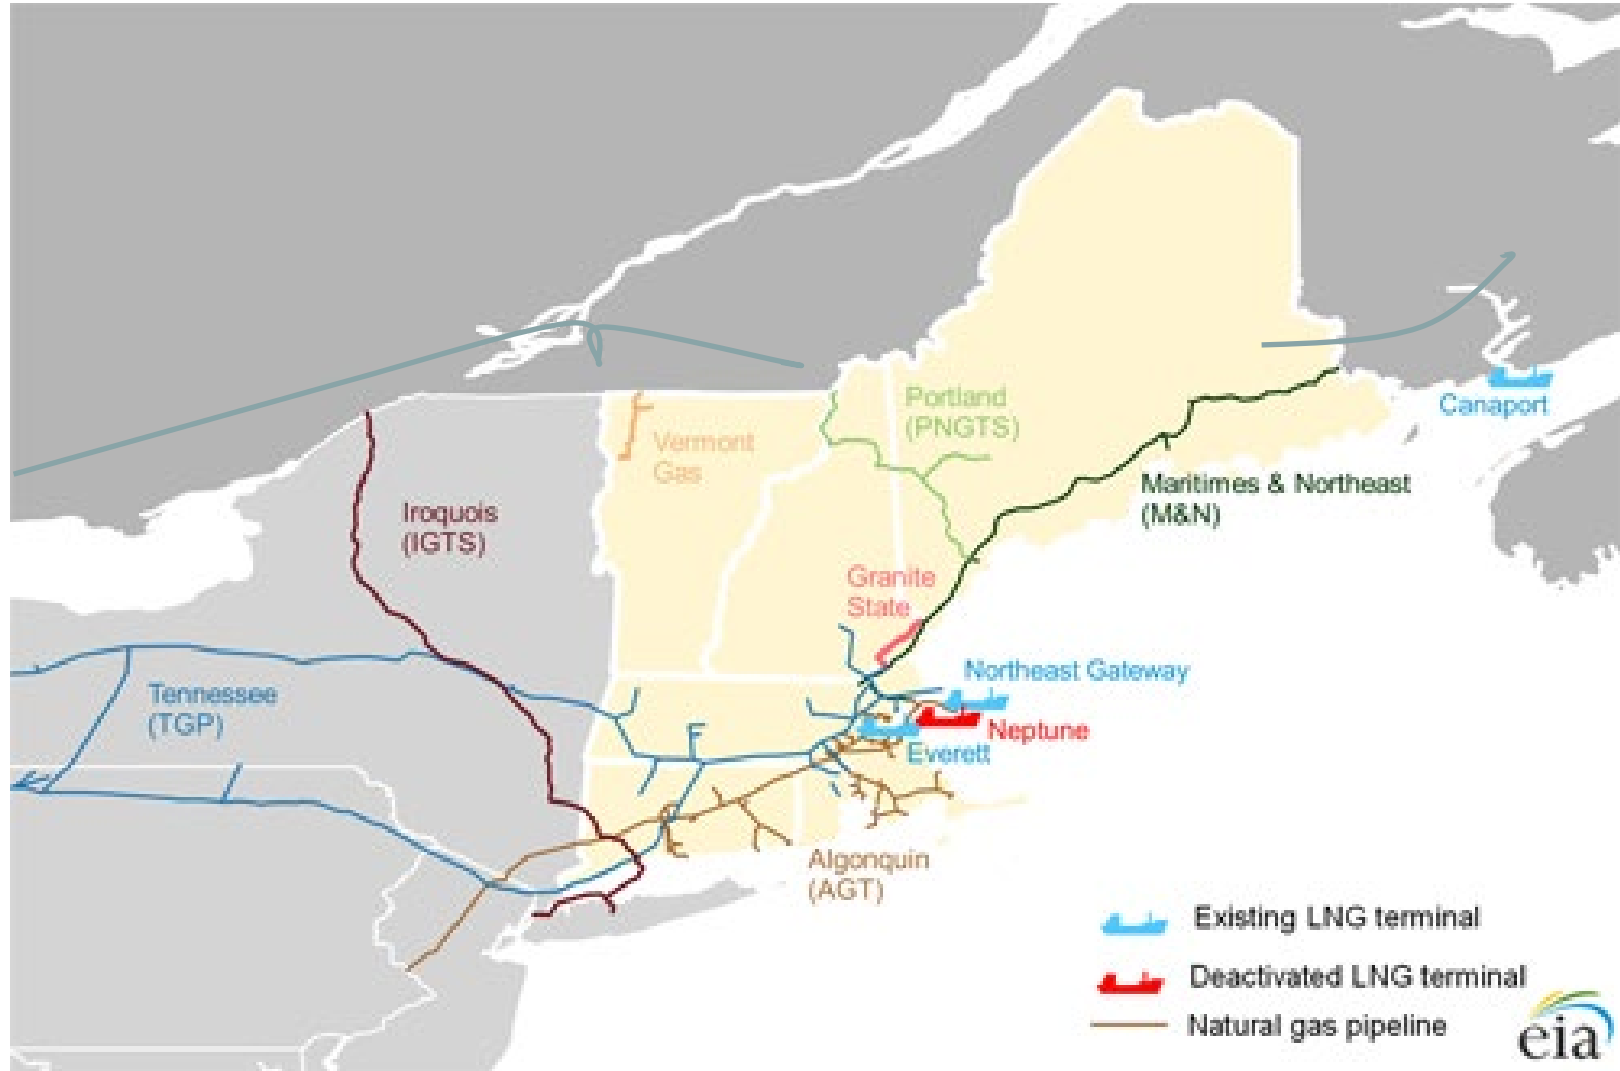 Portland
(PNGTS)
Canaport
Vermont
Gas
Maritimes & Northeast
(M&N)
Iroquois
(IGTS)
Granite
State
Northeast Gateway
Tennessee
(TGP)
Neptune
Everett
Algonquin
(AGT)
Existing LNG terminal
Deactivated LNG terminal
Natural gas pipeline
eia